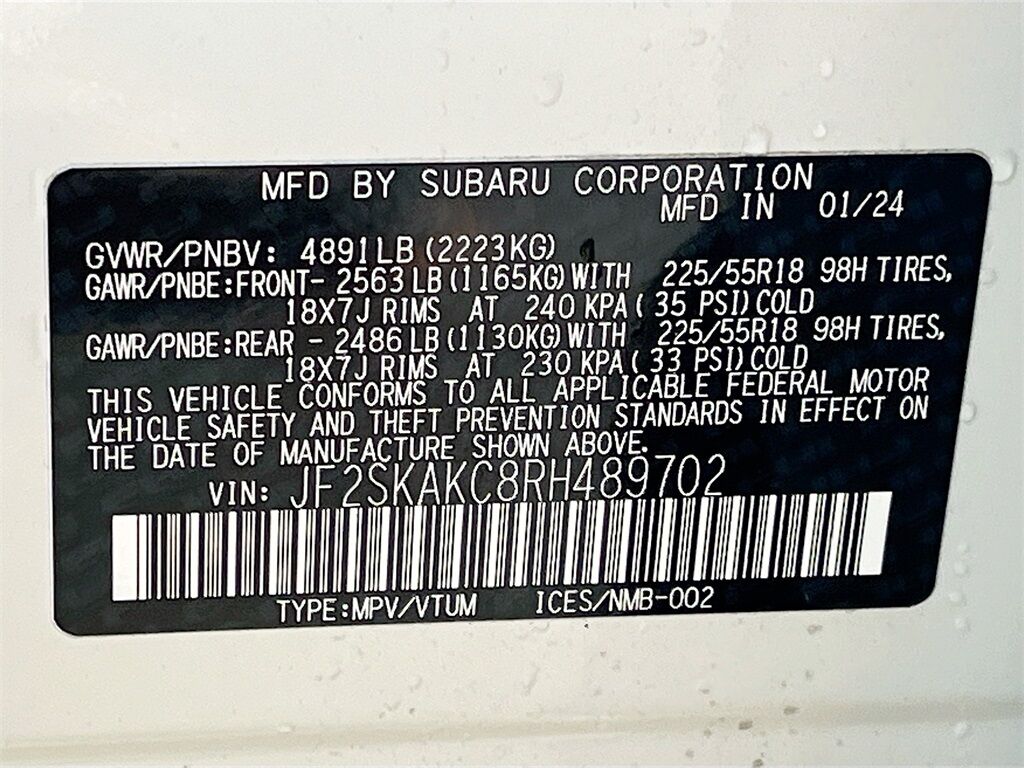 MFD BY SUBARU CORPORATION
MFD IN 01/24
GVWR/PNBV: 4891LB (2223KG)
GAWR/PNBE:FRONT- 2563LB (1165KG) WITH 225/55R18 98H TIRES,
18X7J RIMS AT 240 KPA ( 35 PSI) COLD
GAWR/PNBE:REAR - 2486LB (1130KG) WITH 225/55R18 98H TIRES,
18X7J RIMS AT 230 KPA ( 33 PSI) COLD
THIS VEHICLE CONFORMS TO ALL APPLICABLE FEDERAL MOTOR
VEHICLE SAFETY AND THEFT PREVENTION STANDARDS IN EFFECT ON
THE DATE OF MANUFACTURE SHOWN ABOVE.
VIN: JF2SKAKC8RH489702
TYPE:MPV/VTUM ICES/NMB-002